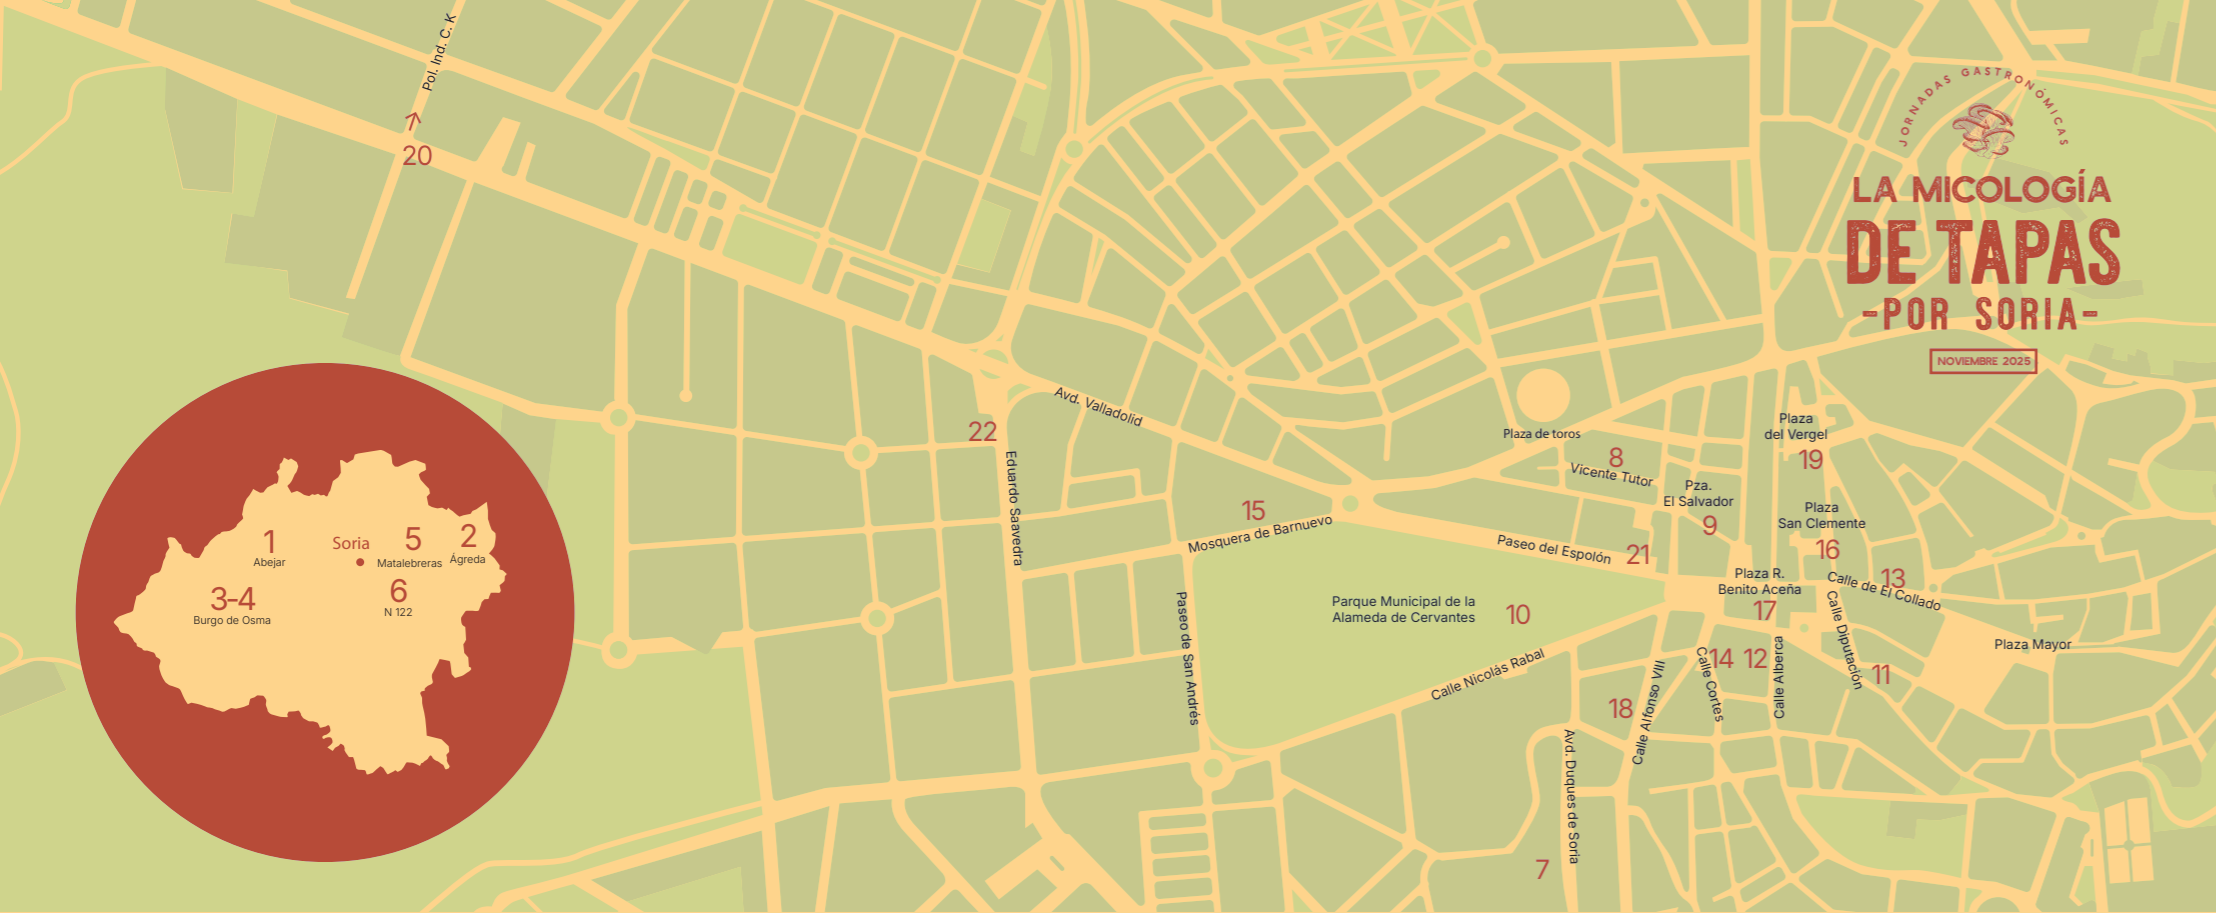 Pol. Ind. C. K
20
JORNADAS GASTRONÓMICAS
LA MICOLOGÍA
DE TAPAS
-POR SORIA-
NOVIEMBRE 2025
Avd. Valladolid
22
Eduardo Saavedra
15
Mosquera de Barnuevo
Plaza de toros
8
Vicente Tutor
Plaza
del Vergel
19
Pza.
El Salvador
9
Plaza
San Clemente
16
Paseo del Espolón
21
Plaza R.
Benito Aceña
17
13
Calle de El Collado
Parque Municipal de la
Alameda de Cervantes
10
Paseo de San Andrés
Calle Nicolás Rabal
Calle Alfonso VIII
18
Calle Cortes
14
12
Calle Alberca
Calle Diputación
11
Plaza Mayor
Avd. Duques de Soria
7
1
Abejar
Soria
5
Matalebreras
2
Ágreda
3-4
Burgo de Osma
6
N 122